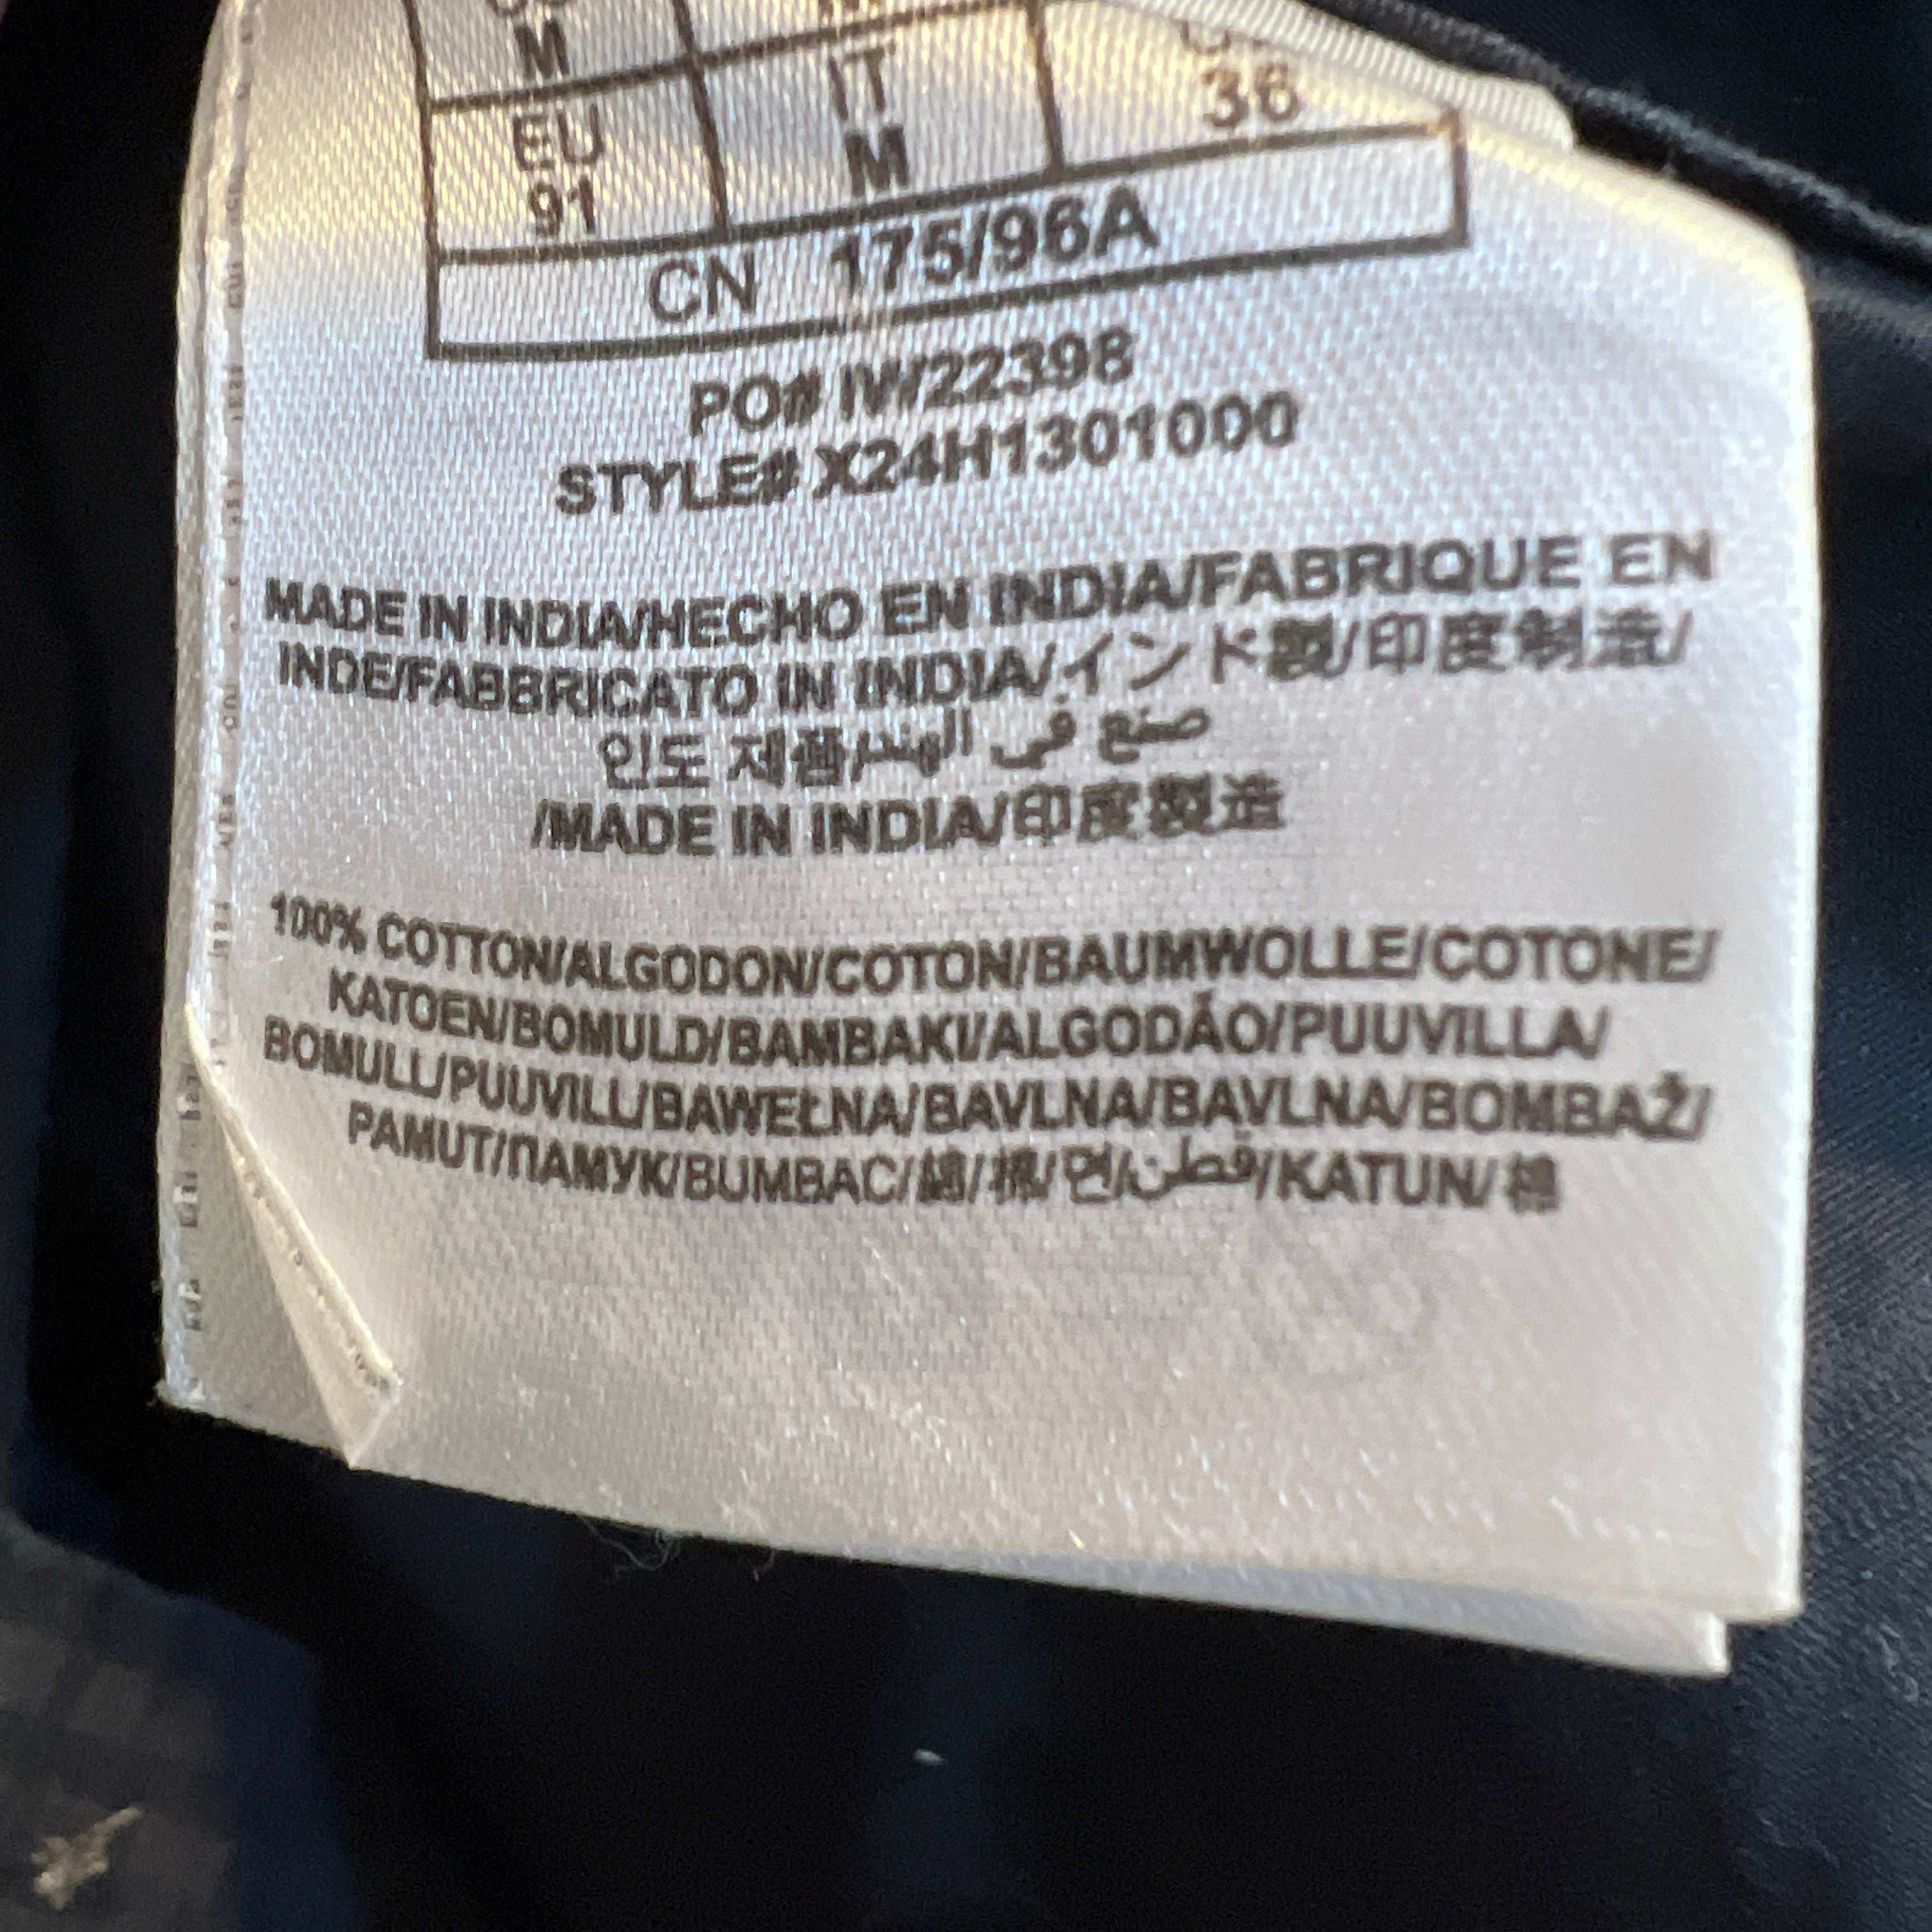 M
EU IT 36
91 M
CN 175/96A
PO# IW22398
STYLE# X24H1301000
MADE IN INDIA/HECHO EN INDIA/FABRIQUE EN
INDE/FABBRICATO IN INDIA/インド製/印度制造/
인도 제품/صنع في الهند
/MADE IN INDIA/印度製造
100% COTTON/ALGODON/COTON/BAUMWOLLE/COTONE/
KATOEN/BOMULD/BAMBAKI/ALGODÃO/PUUVILLA/
BOMULL/PUUVILL/BAWEŁNA/BAVLNA/BAVLNA/BOMBAŽ/
PAMUT/ПАМУК/BUMBAC/綿/棉/면/قطن/KATUN/棉